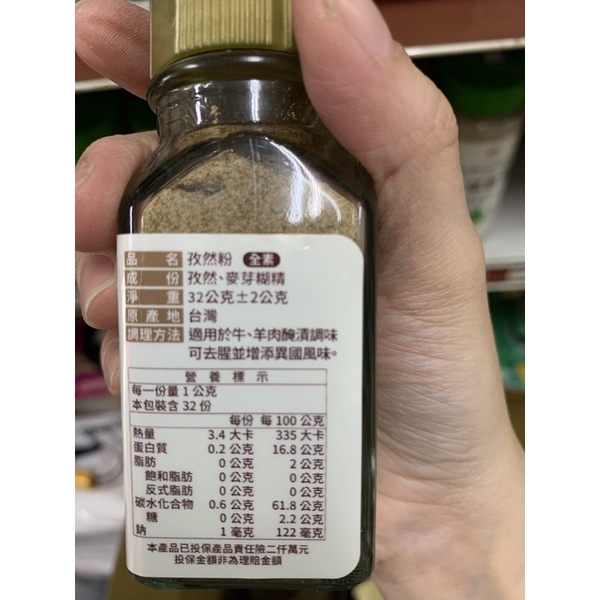 品名 孜然粉 全素
成份 孜然、麥芽糊精
淨重 32公克±2公克
原產地 台灣
調理方法 適用於牛、羊肉醃漬調味
可去腥並增添異國風味。
營養標示
每一份量 1 公克
本包裝含 32 份
每份 每 100 公克
熱量 3.4 大卡 335 大卡
蛋白質 0.2 公克 16.8 公克
脂肪 0 公克 2 公克
飽和脂肪 0 公克 0 公克
反式脂肪 0 公克 0 公克
碳水化合物 0.6 公克 61.8 公克
糖 0 公克 2.2 公克
鈉 1 毫克 122 毫克
本產品已投保產品責任險二仟萬元
投保金額非為理賠金額